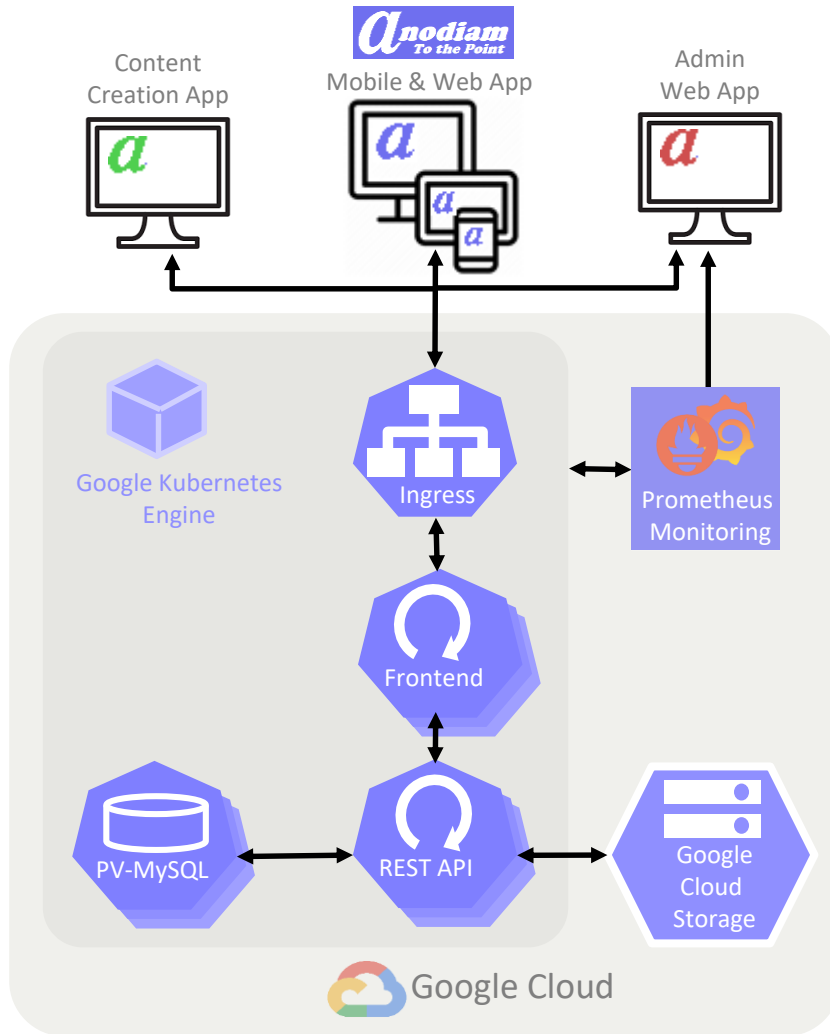 anodiam
To the Point
Content
Creation App
Mobile & Web App
Admin
Web App
a
a
a
a
a
Google Kubernetes
Engine
Ingress
Prometheus
Monitoring
Frontend
PV-MySQL
REST API
Google
Cloud
Storage
Google Cloud